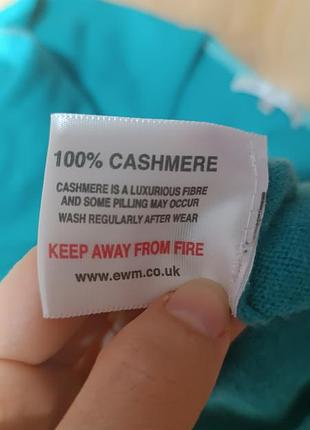 100% CASHMERE
CASHMERE IS A LUXURIOUS FIBRE
AND SOME PILLING MAY OCCUR
WASH REGULARLY AFTER WEAR
KEEP AWAY FROM FIRE
www.ewm.co.uk